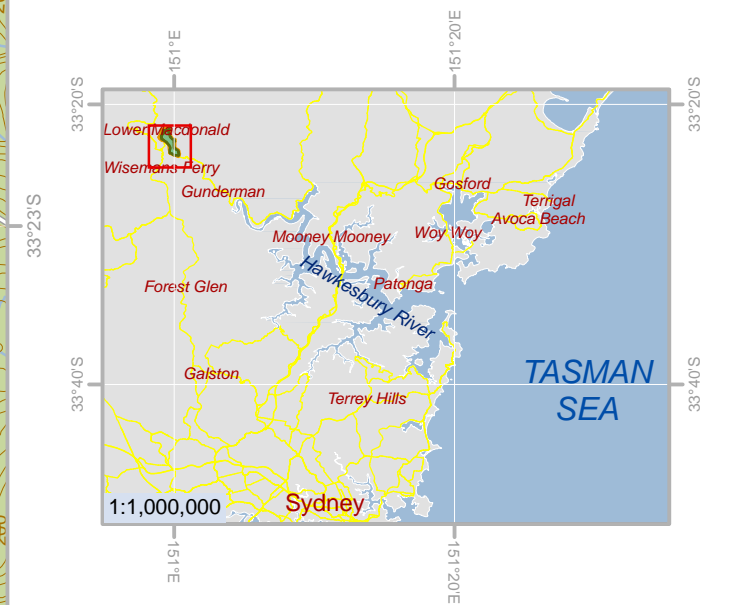 151°E
151°20'E
33°20'S
33°20'S
Lower Macdonald
Wisemans Ferry
Gunderman
Gosford
Terrigal
Avoca Beach
33°23'S
Mooney Mooney
Woy Woy
Forest Glen
Hawkesbury River
Patonga
Galston
TASMAN
SEA
33°40'S
33°40'S
Terrey Hills
1:1,000,000
Sydney
200
151°E
151°20'E